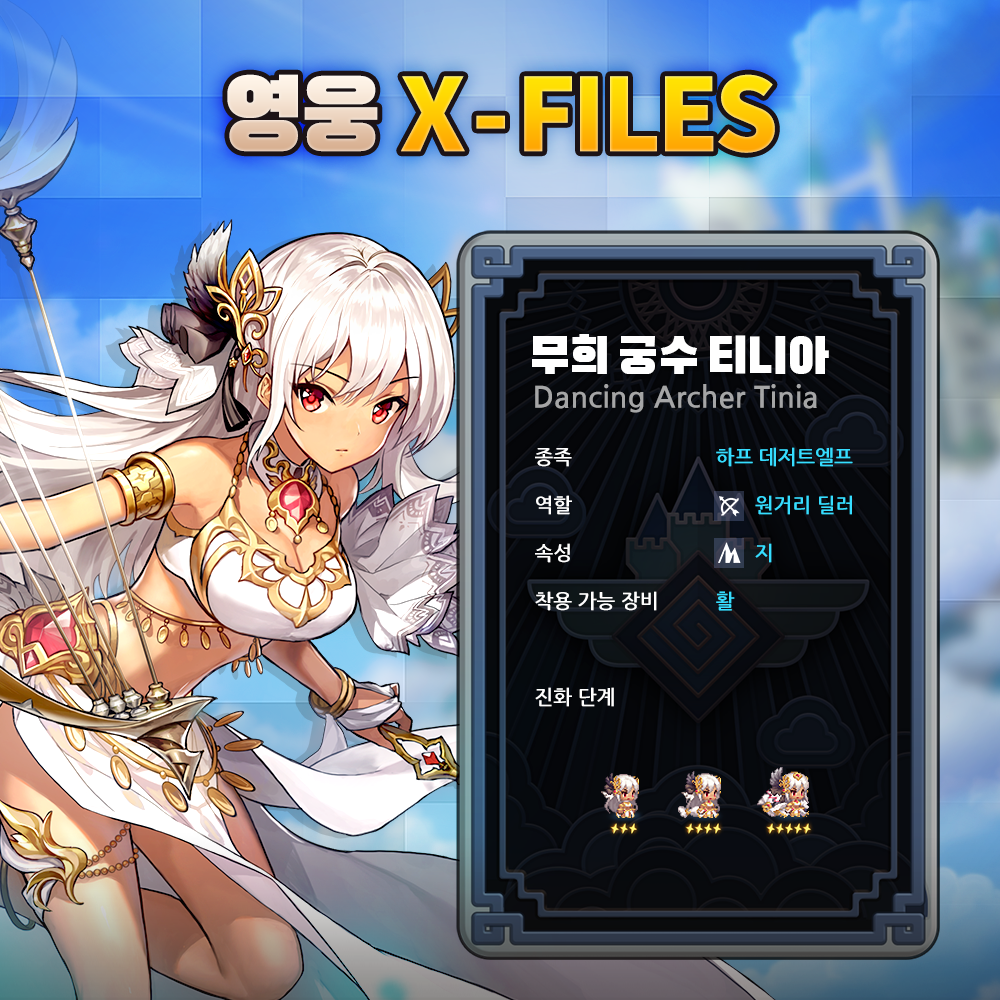 영웅 X-FILES
무희 궁수 티니아
Dancing Archer Tinia
종족 하프 데저트엘프
역할 원거리 딜러
속성 지
착용 가능 장비 활
진화 단계